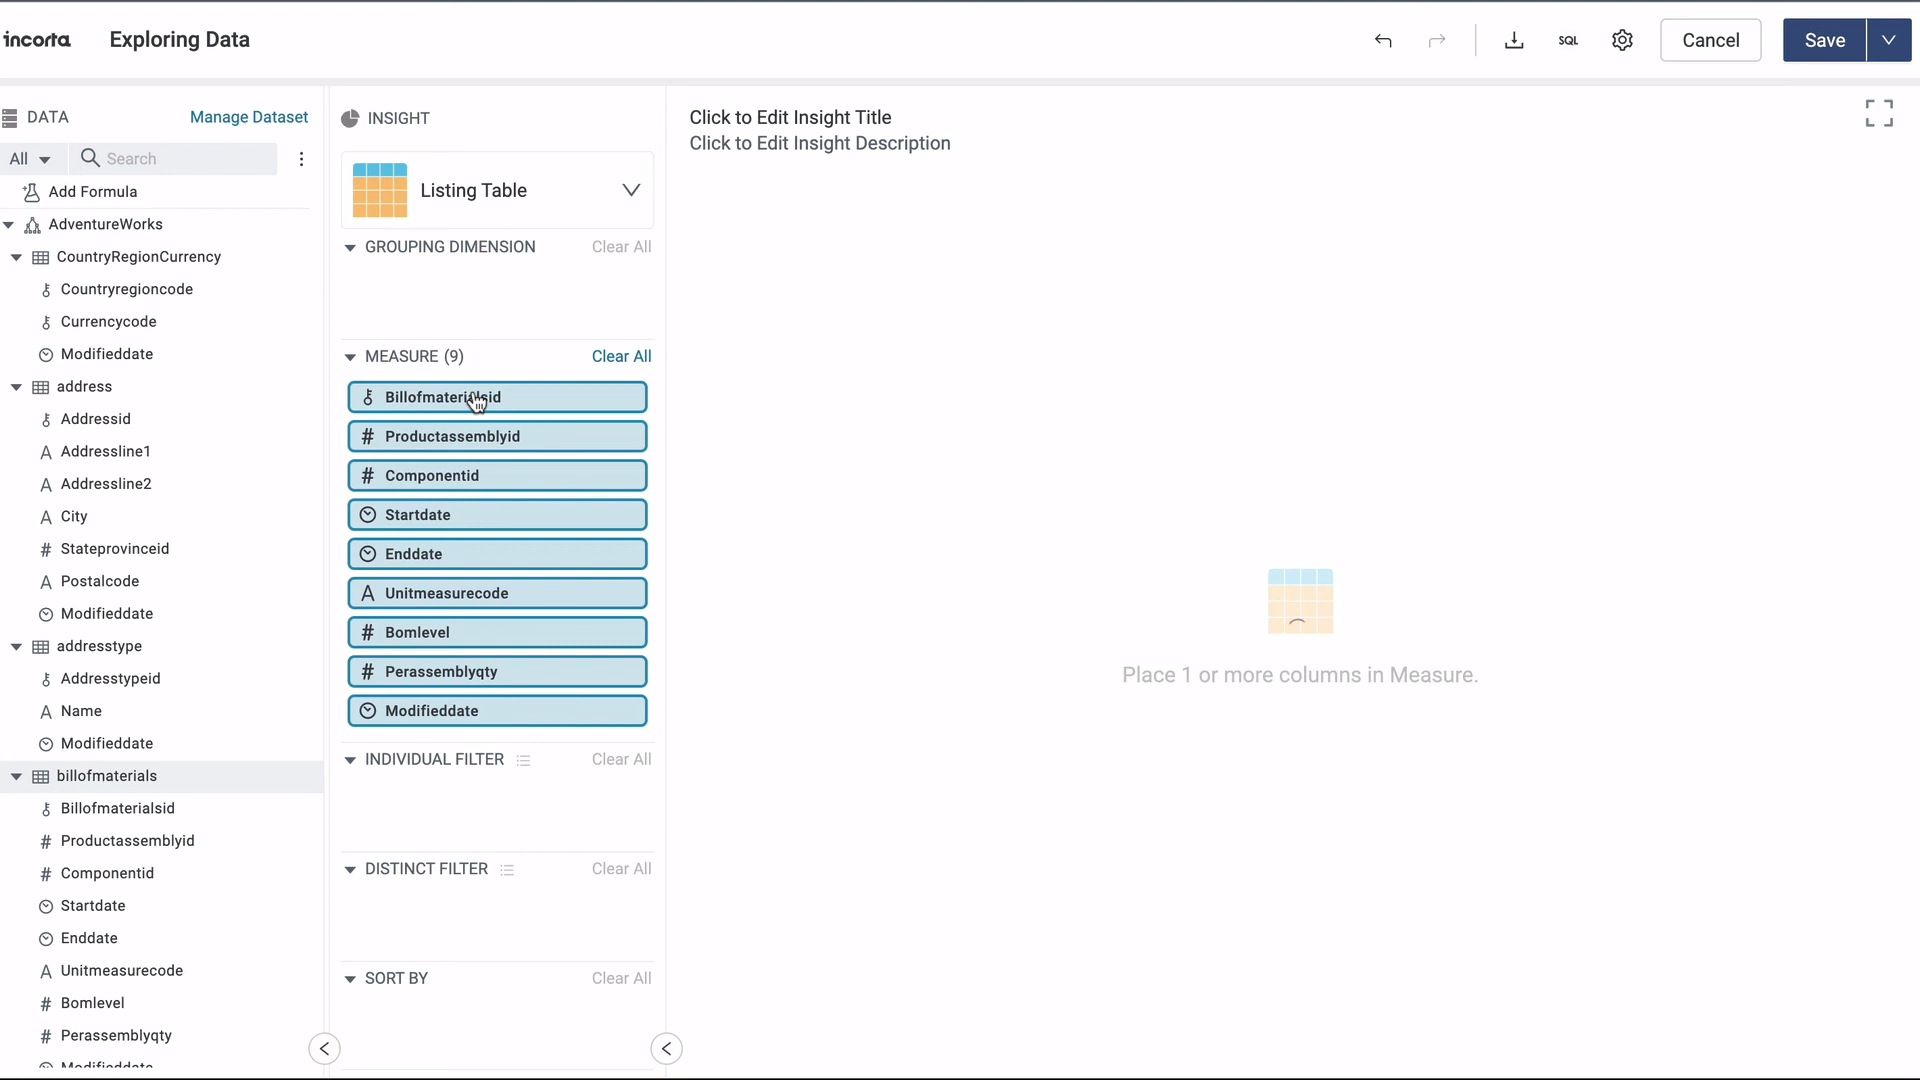 incorta
Exploring Data
SQL
Cancel
Save
DATA
Manage Dataset
All
Search
Add Formula
AdventureWorks
CountryRegionCurrency
Countryregioncode
Currencycode
Modifieddate
address
Addressid
Addressline1
Addressline2
City
Stateprovinceid
Postalcode
Modifieddate
addresstype
Addresstypeid
Name
Modifieddate
billofmaterials
Billofmaterialsid
Productassemblyid
Componentid
Startdate
Enddate
Unitmeasurecode
Bomlevel
Perassemblyqty
Modifieddate
INSIGHT
Listing Table
GROUPING DIMENSION Clear All
MEASURE (9) Clear All
Billofmaterialsid
# Productassemblyid
# Componentid
Startdate
Enddate
A Unitmeasurecode
# Bomlevel
# Perassemblyqty
Modifieddate
INDIVIDUAL FILTER Clear All
DISTINCT FILTER Clear All
SORT BY Clear All
Click to Edit Insight Title
Click to Edit Insight Description
Place 1 or more columns in Measure.